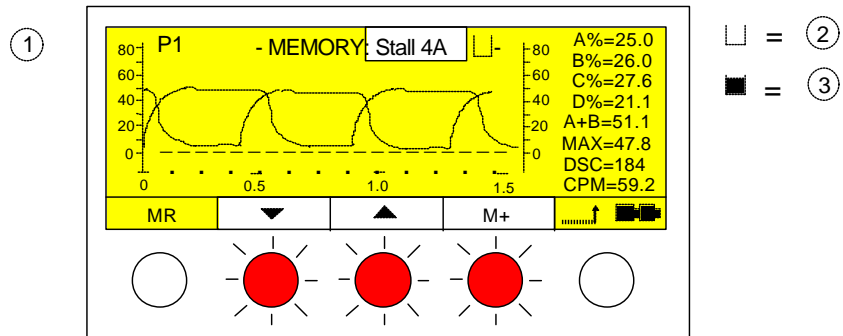 1
P1 - MEMORY: Stall 4A -
80 60 40 20 0
80 60 40 20 0
0 0.5 1.0 1.5
A%=25.0
B%=26.0
C%=27.6
D%=21.1
A+B=51.1
MAX=47.8
DSC=184
CPM=59.2
MR M+
= 2
= 3